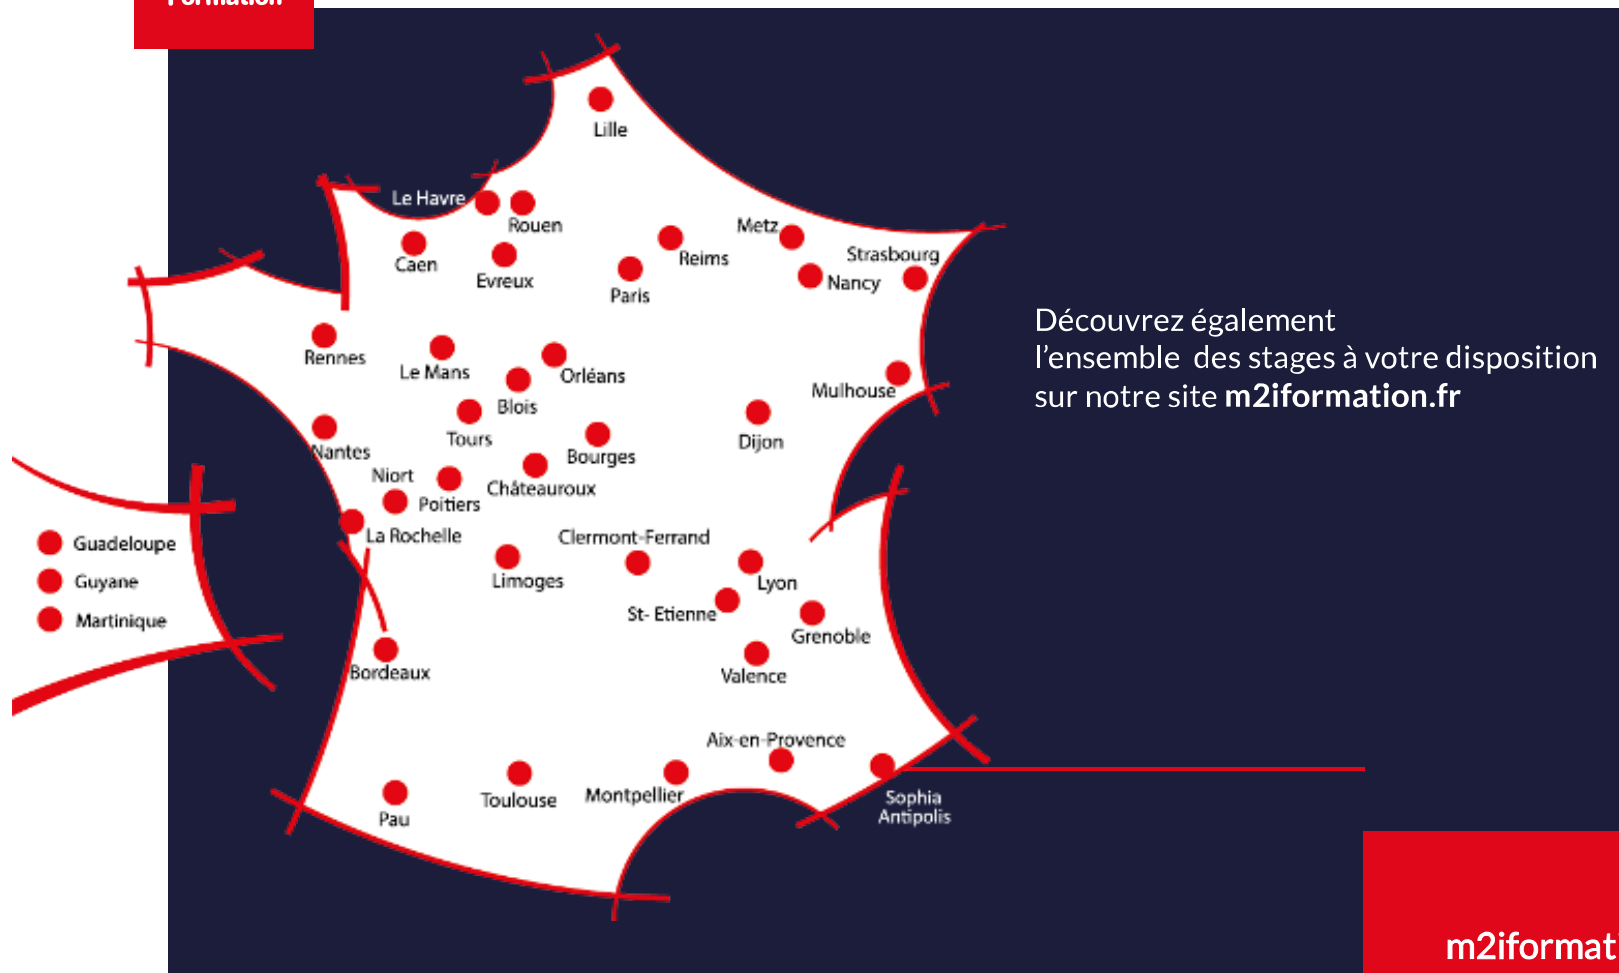 Formation
Lille
Le Havre
Rouen
Metz
Caen
Evreux
Reims
Strasbourg
Paris
Nancy
Rennes
Le Mans
Orléans
Blois
Mulhouse
Tours
Dijon
Nantes
Bourges
Niort
Châteauroux
Poitiers
La Rochelle
Clermont-Ferrand
Limoges
Lyon
St- Etienne
Grenoble
Valence
Bordeaux
Aix-en-Provence
Toulouse
Montpellier
Pau
Sophia
Antipolis
Guadeloupe
Guyane
Martinique
Découvrez également
l'ensemble des stages à votre disposition
sur notre site m2iformation.fr
m2iformati